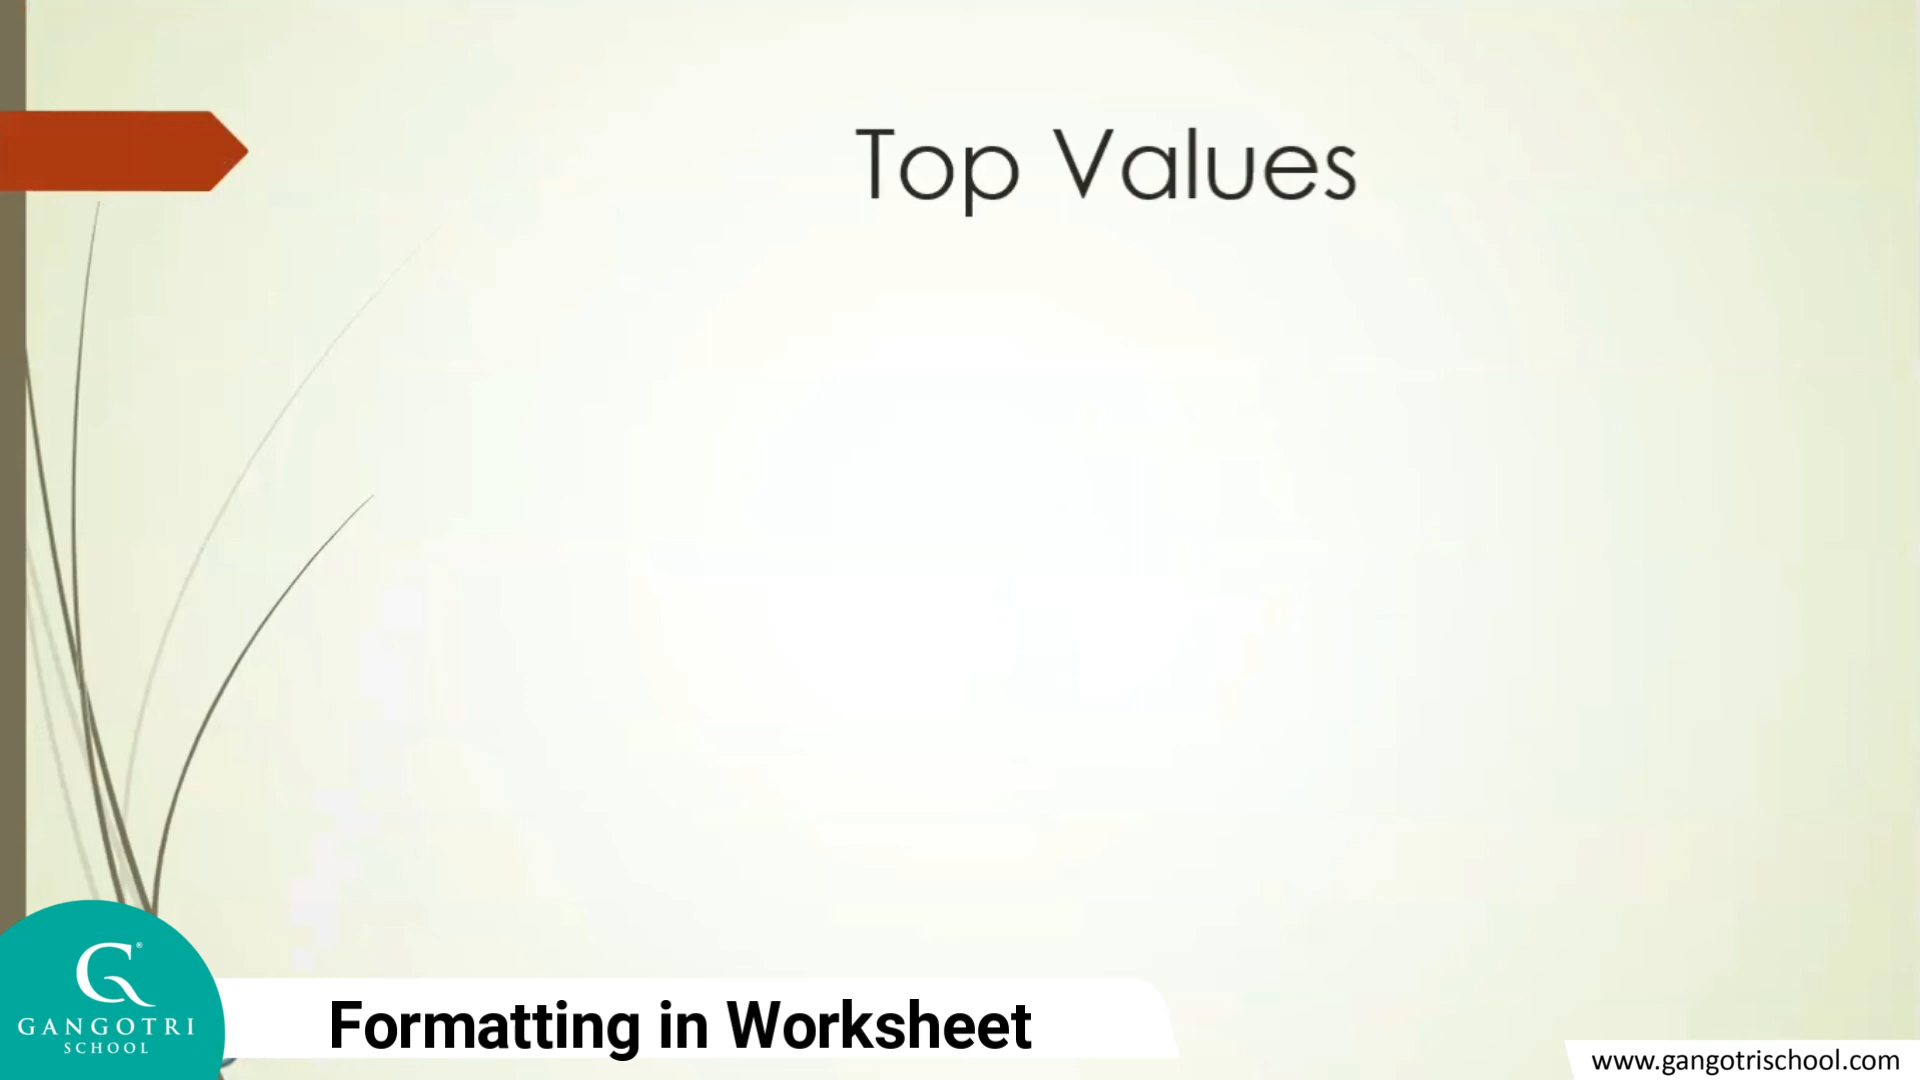 Top Values
G®
GANGOTRI
SCHOOL
Formatting in Worksheet
www.gangotrischool.com